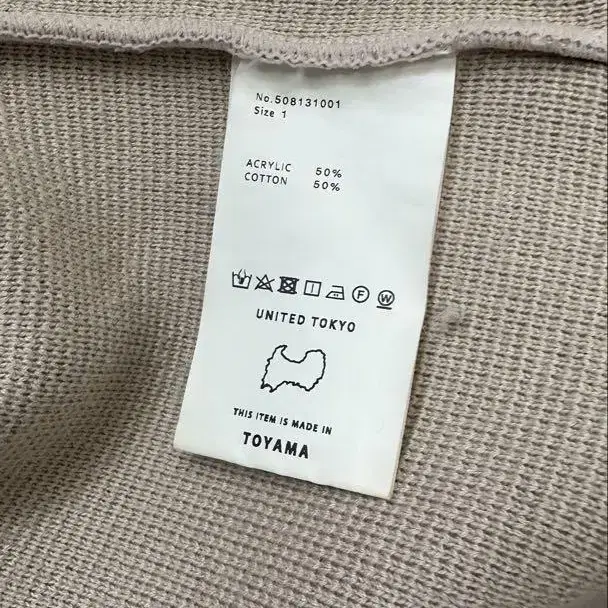 No.508131001
Size 1
ACRYLIC 50%
COTTON 50%
F W
UNITED TOKYO
THIS ITEM IS MADE IN
TOYAMA